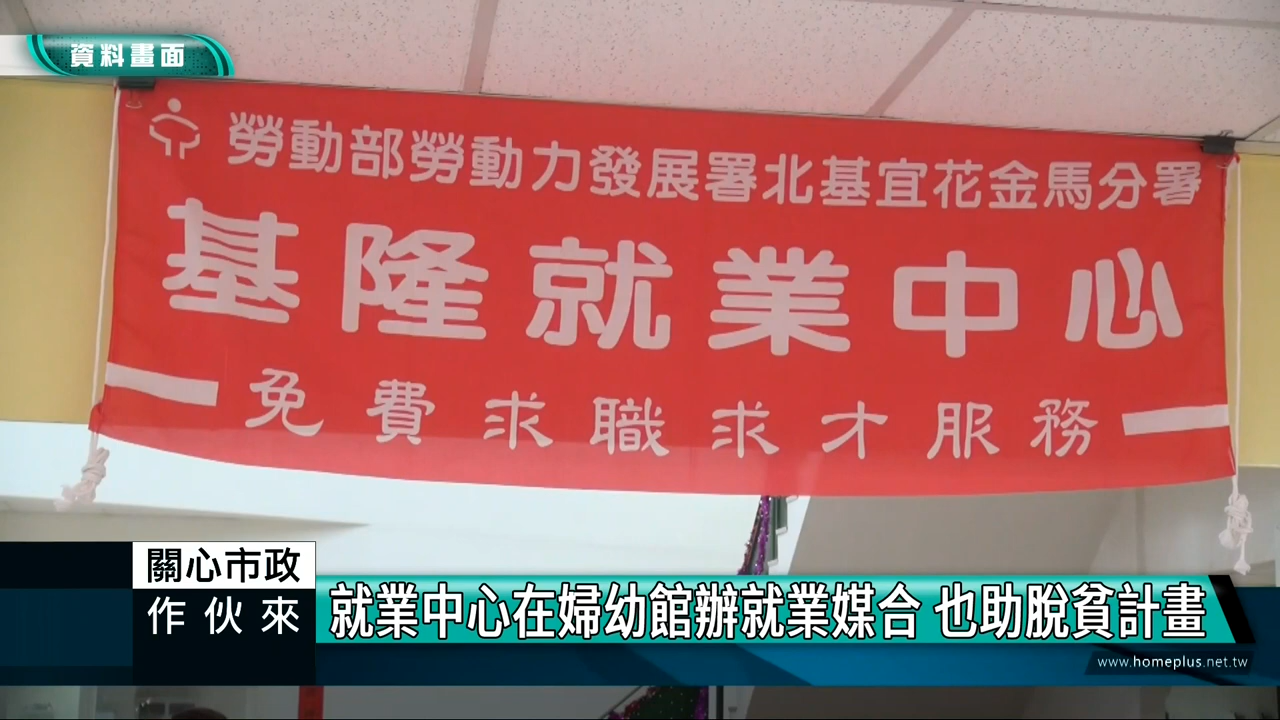 資料畫面
勞動部勞動力發展署北基宜花金馬分署
基隆就業中心
免費求職求才服務
關心市政
作伙來
就業中心在婦幼館辦就業媒合 也助脫貧計畫
www.homeplus.net.tw